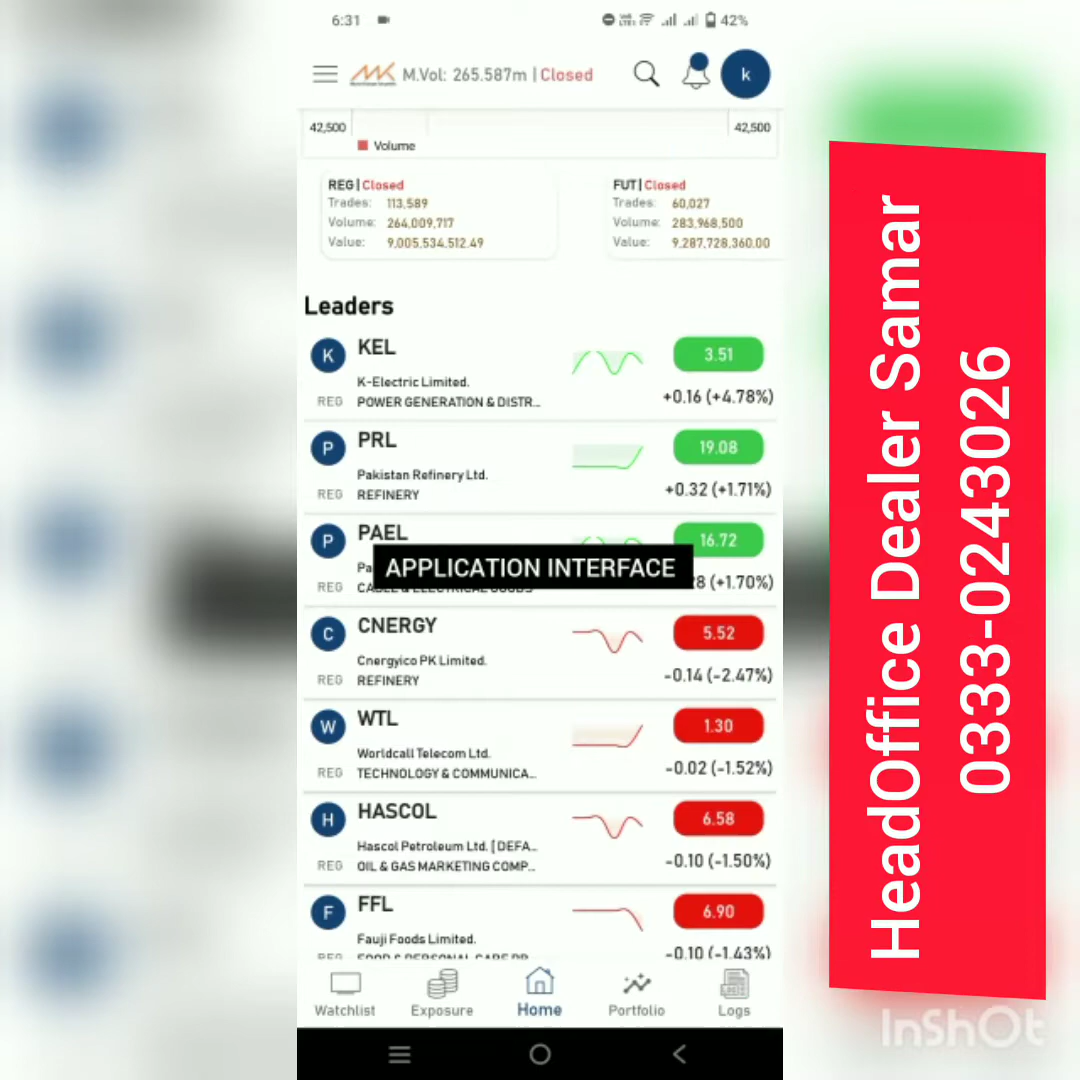 6:31
42%
M.Vol: 265.587m | Closed
k
42,500
42,500
Volume
REG | Closed
Trades: 113,589
Volume: 264,009,717
Value: 9,005,534,512.49
FUT | Closed
Trades: 60,027
Volume: 283,968,500
Value: 9,287,728,360.00
Leaders
K
KEL
3.51
K-Electric Limited.
REG
POWER GENERATION & DISTR...
+0.16 (+4.78%)
P
PRL
19.08
Pakistan Refinery Ltd.
REG
REFINERY
+0.32 (+1.71%)
P
PAEL
16.72
APPLICATION INTERFACE
REG
CABLE & ELECTRICAL GOODS
8 (+1.70%)
C
CNERGY
5.52
Cnergyico PK Limited.
REG
REFINERY
-0.14 (-2.47%)
W
WTL
1.30
Worldcall Telecom Ltd.
REG
TECHNOLOGY & COMMUNICA...
-0.02 (-1.52%)
H
HASCOL
6.58
Hascol Petroleum Ltd. [ DEFA...
REG
OIL & GAS MARKETING COMP...
-0.10 (-1.50%)
F
FFL
6.90
Fauji Foods Limited.
REG
FOOD & PERSONAL CARE PR
-0.10 (-1.43%)
Watchlist
Exposure
Home
Portfolio
Logs
HeadOffice Dealer Samar
0333-0243026
InShOt